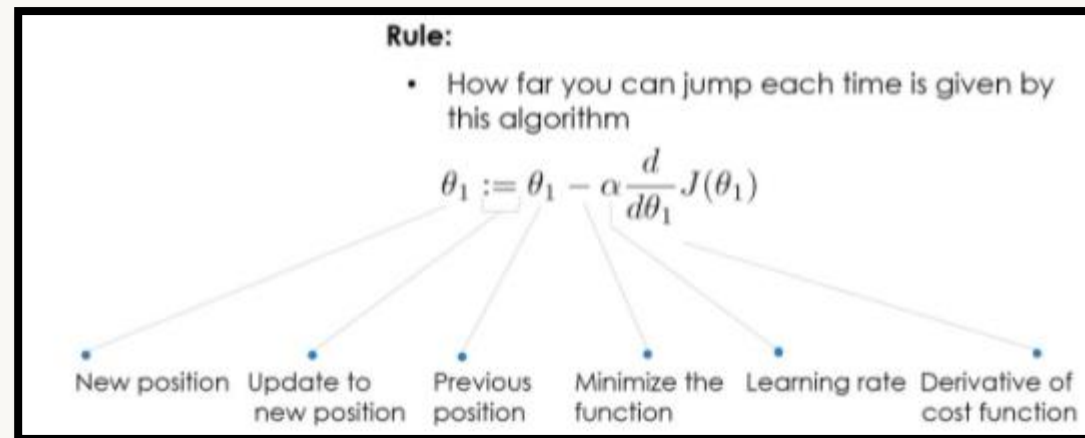 Rule:
• How far you can jump each time is given by
this algorithm
θ₁ := θ₁ − α d/dθ₁ J(θ₁)
New position Update to Previous Minimize the Learning rate Derivative of
new position position function cost function